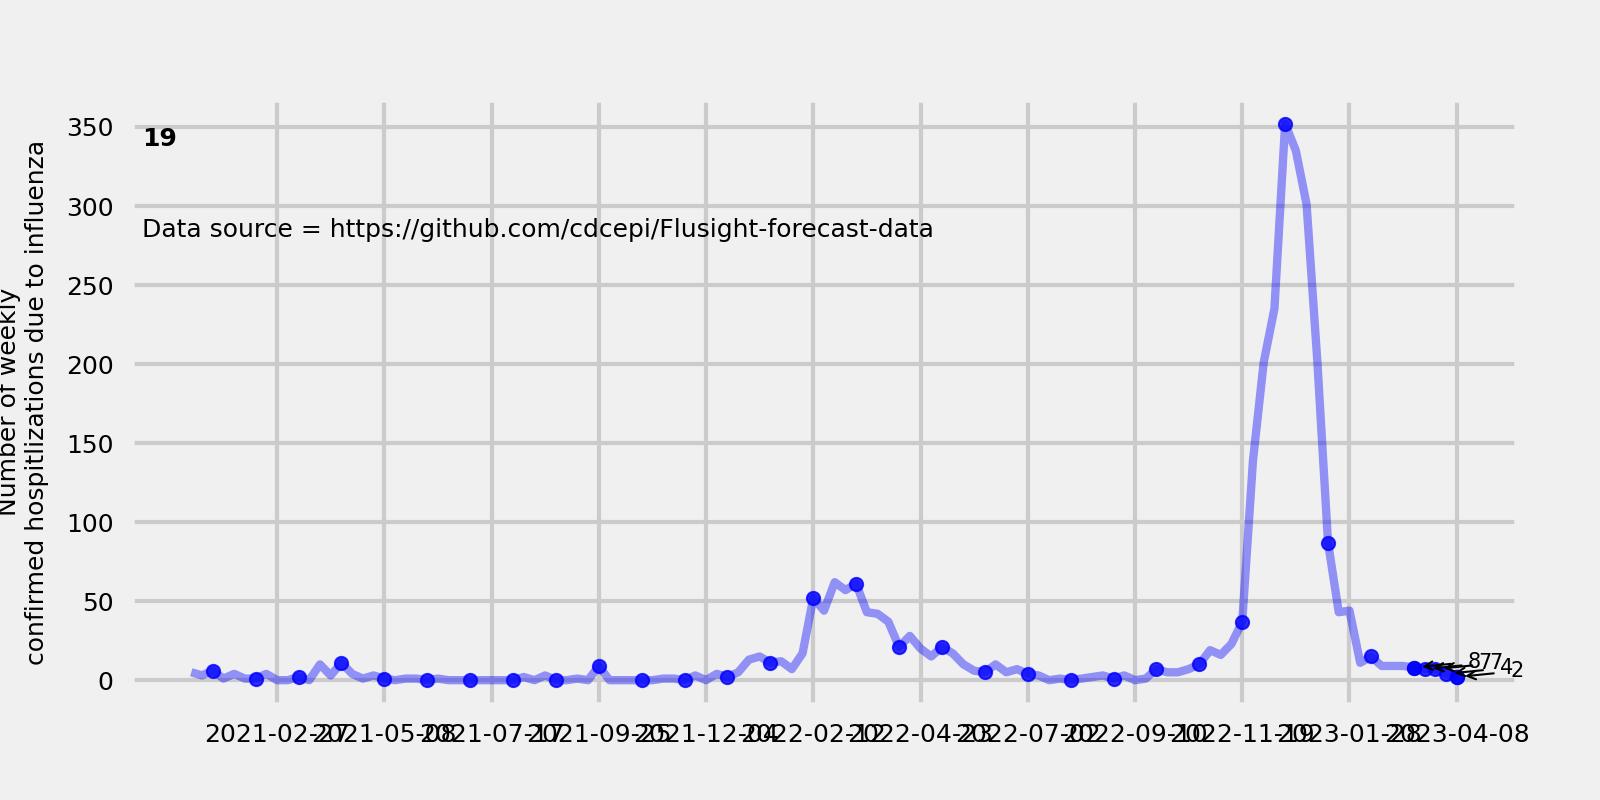 19
Data source = https://github.com/cdcepi/Flusight-forecast-data
Number of weekly
confirmed hospitlizations due to influenza
350
300
250
200
150
100
50
0
8 7 7 4 2
2021-02-27 2021-05-08 2021-07-17 2021-09-25 2021-12-04 2022-02-12 2022-04-23 2022-07-02 2022-09-10 2022-11-19 2023-01-28 2023-04-08